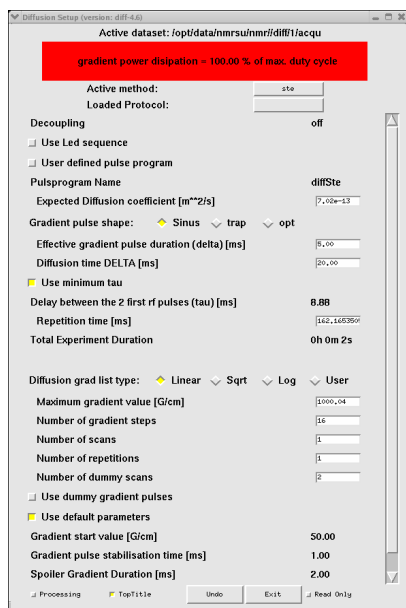 Diffusion Setup (version: diff-4.6)
Active dataset: /opt/data/nmrsu/nmr//diff/1/acqu
gradient power disipation = 100.00 % of max. duty cycle
Active method: ste
Loaded Protocol:
Decoupling off
Use Led sequence
User defined pulse program
Pulsprogram Name diffSte
Expected Diffusion coefficient [m**2/s] 7.02e-13
Gradient pulse shape: Sinus trap opt
Effective gradient pulse duration (delta) [ms] 5.00
Diffusion time DELTA [ms] 20.00
Use minimum tau
Delay between the 2 first rf pulses (tau) [ms] 8.88
Repetition time [ms] 162.165350
Total Experiment Duration 0h 0m 2s
Diffusion grad list type: Linear Sqrt Log User
Maximum gradient value [G/cm] 1000.04
Number of gradient steps 16
Number of scans 1
Number of repetitions 1
Number of dummy scans 2
Use dummy gradient pulses
Use default parameters
Gradient start value [G/cm] 50.00
Gradient pulse stabilisation time [ms] 1.00
Spoiler Gradient Duration [ms] 2.00
Processing TopTitle Undo Exit Read Only